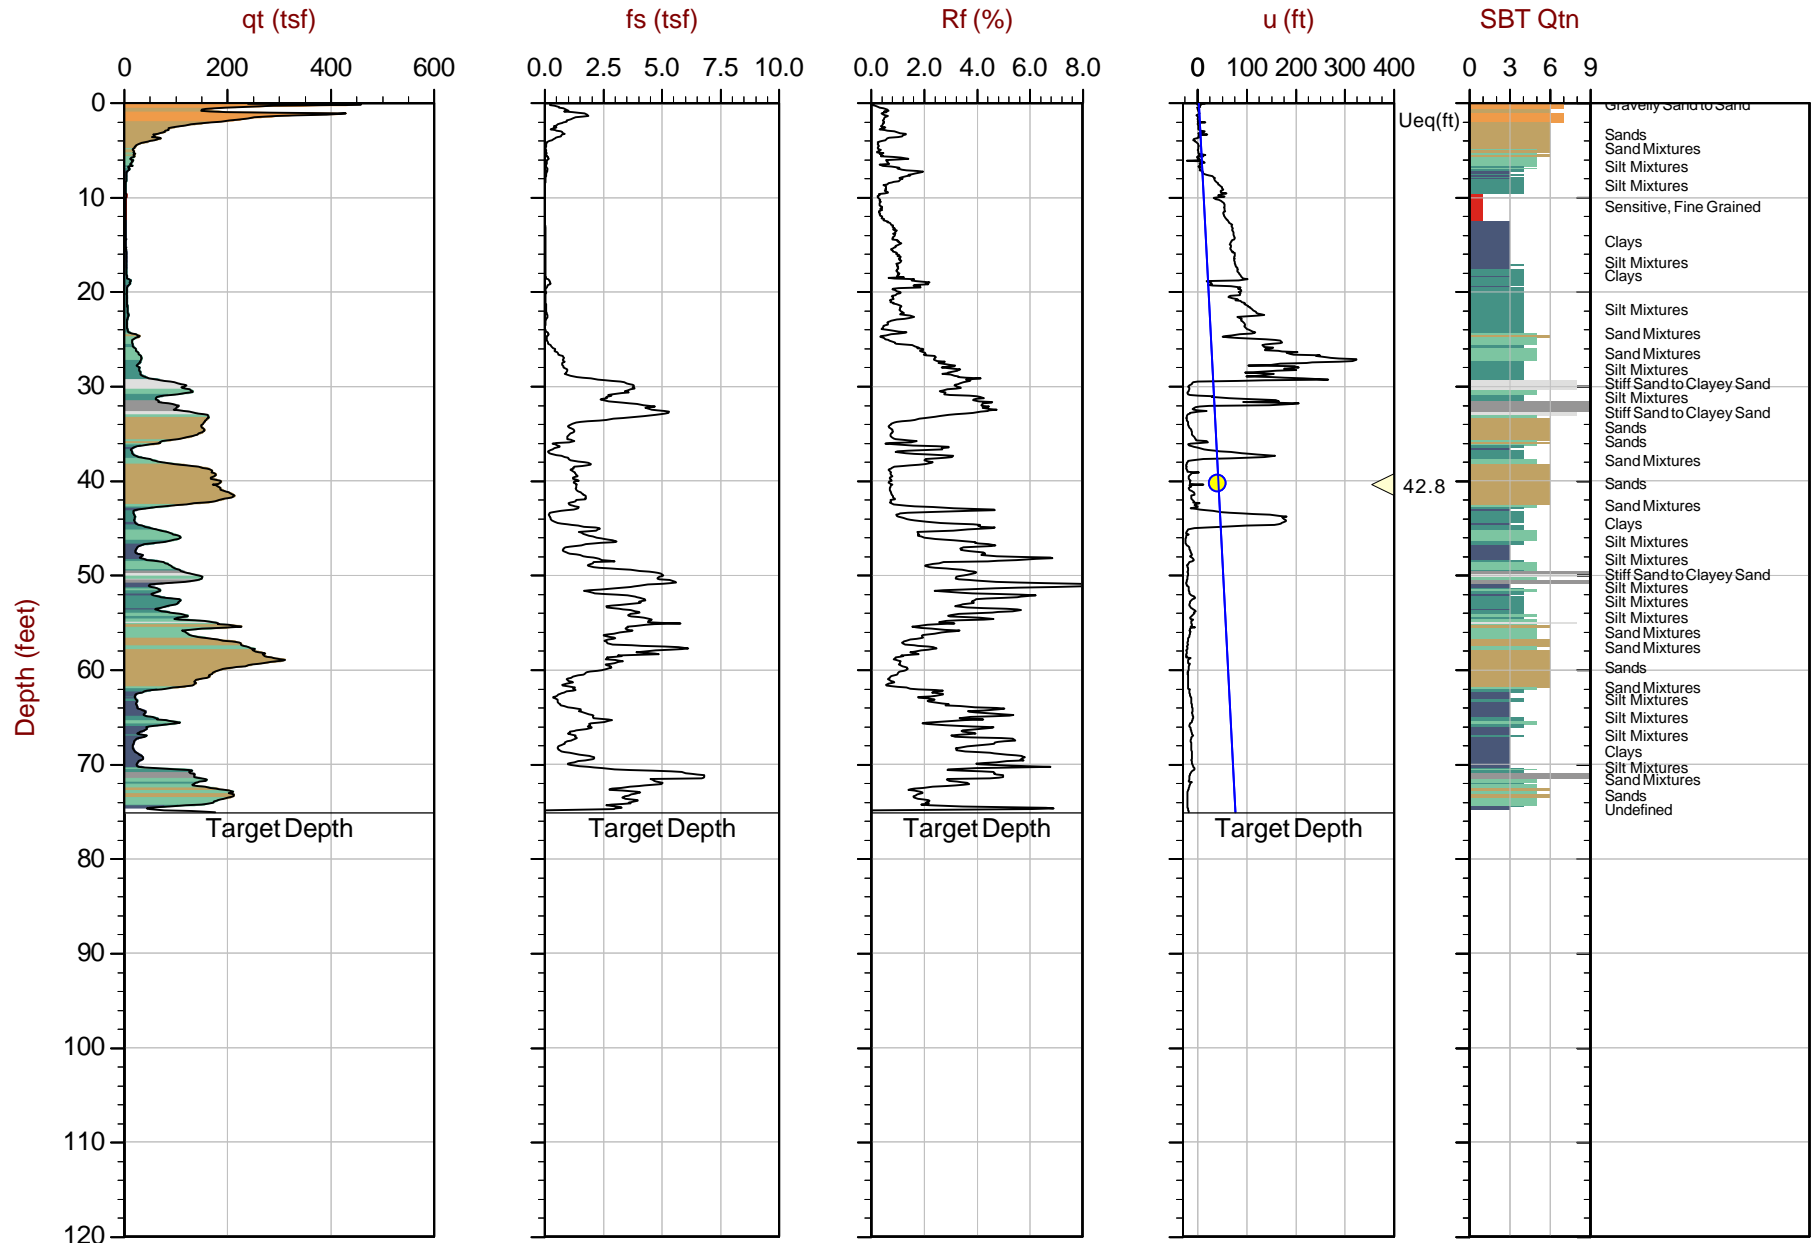 qt (tsf) fs (tsf) Rf (%) u (ft) SBT Qtn
0 200 400 600 0.0 2.5 5.0 7.5 10.0 0.0 2.0 4.0 6.0 8.0 0 100 200 300 400 0 3 6 9
0
Gravelly Sand to Sand
Ueq(ft)
Sands
Sand Mixtures
Silt Mixtures
Silt Mixtures
10
Sensitive, Fine Grained
Clays
Silt Mixtures
Clays
20
Silt Mixtures
Sand Mixtures
Sand Mixtures
Silt Mixtures
30
Stiff Sand to Clayey Sand
Silt Mixtures
Stiff Sand to Clayey Sand
Sands
Sands
Sand Mixtures
40
42.8
Sands
Sand Mixtures
Clays
Silt Mixtures
Silt Mixtures
50
Stiff Sand to Clayey Sand
Silt Mixtures
Silt Mixtures
Silt Mixtures
Sand Mixtures
Sand Mixtures
60
Sands
Depth (feet)
Sand Mixtures
Silt Mixtures
Silt Mixtures
Silt Mixtures
Clays
70
Silt Mixtures
Sand Mixtures
Sands
Undefined
Target Depth Target Depth Target Depth Target Depth
80
90
100
110
120